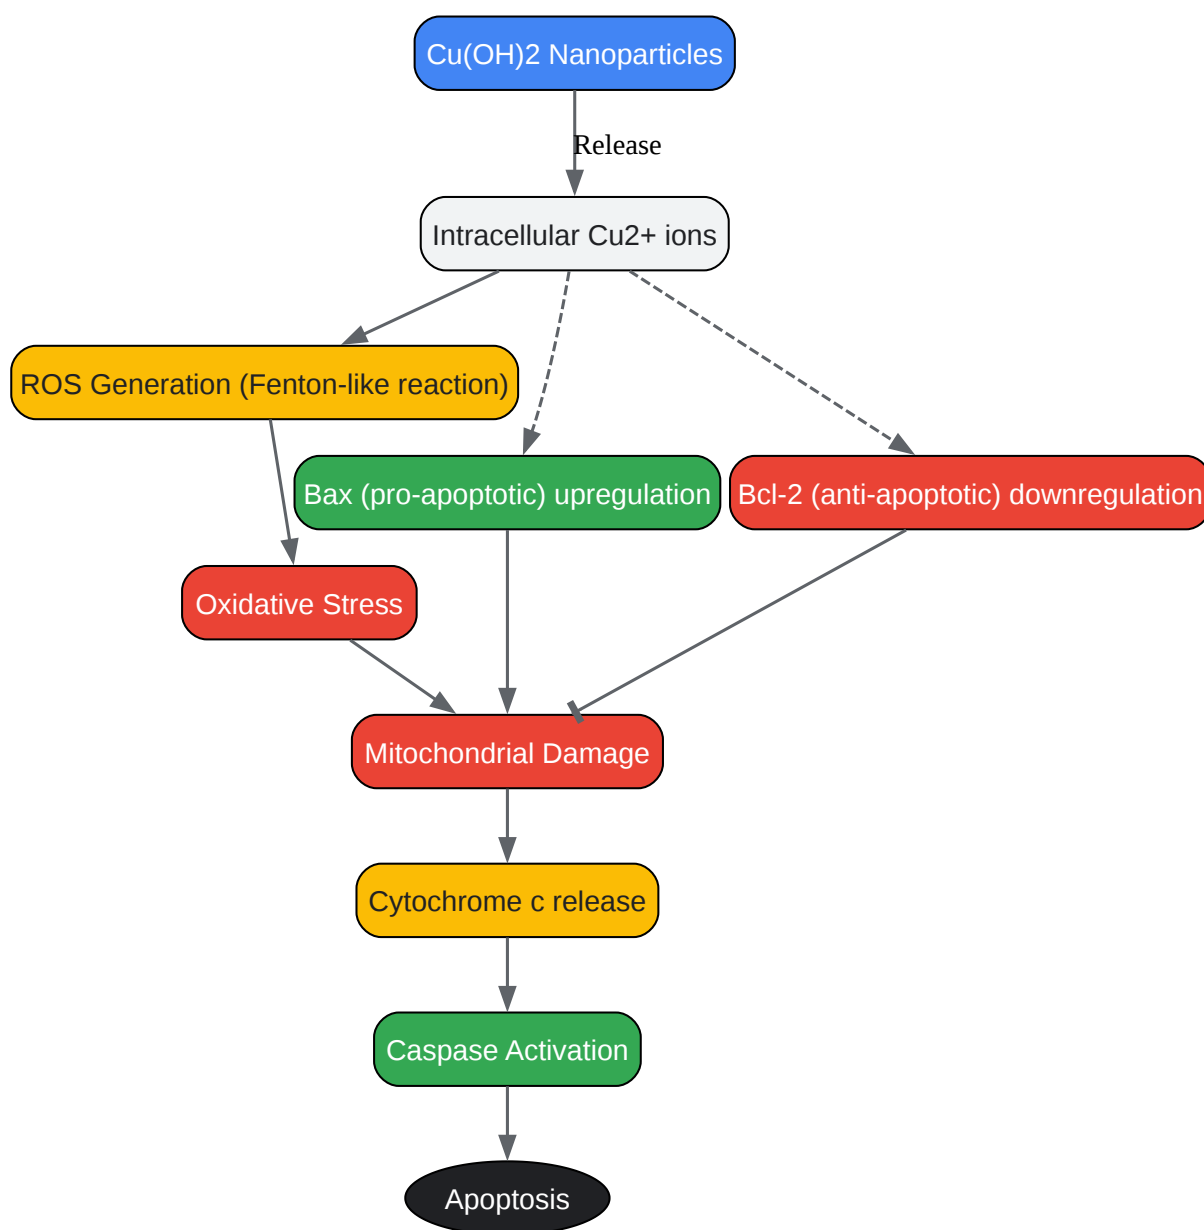 Cu(OH)2 Nanoparticles
Release
Intracellular Cu2+ ions
ROS Generation (Fenton-like reaction)
Bax (pro-apoptotic) upregulation
Bcl-2 (anti-apoptotic) downregulation
Oxidative Stress
Mitochondrial Damage
Cytochrome c release
Caspase Activation
Apoptosis